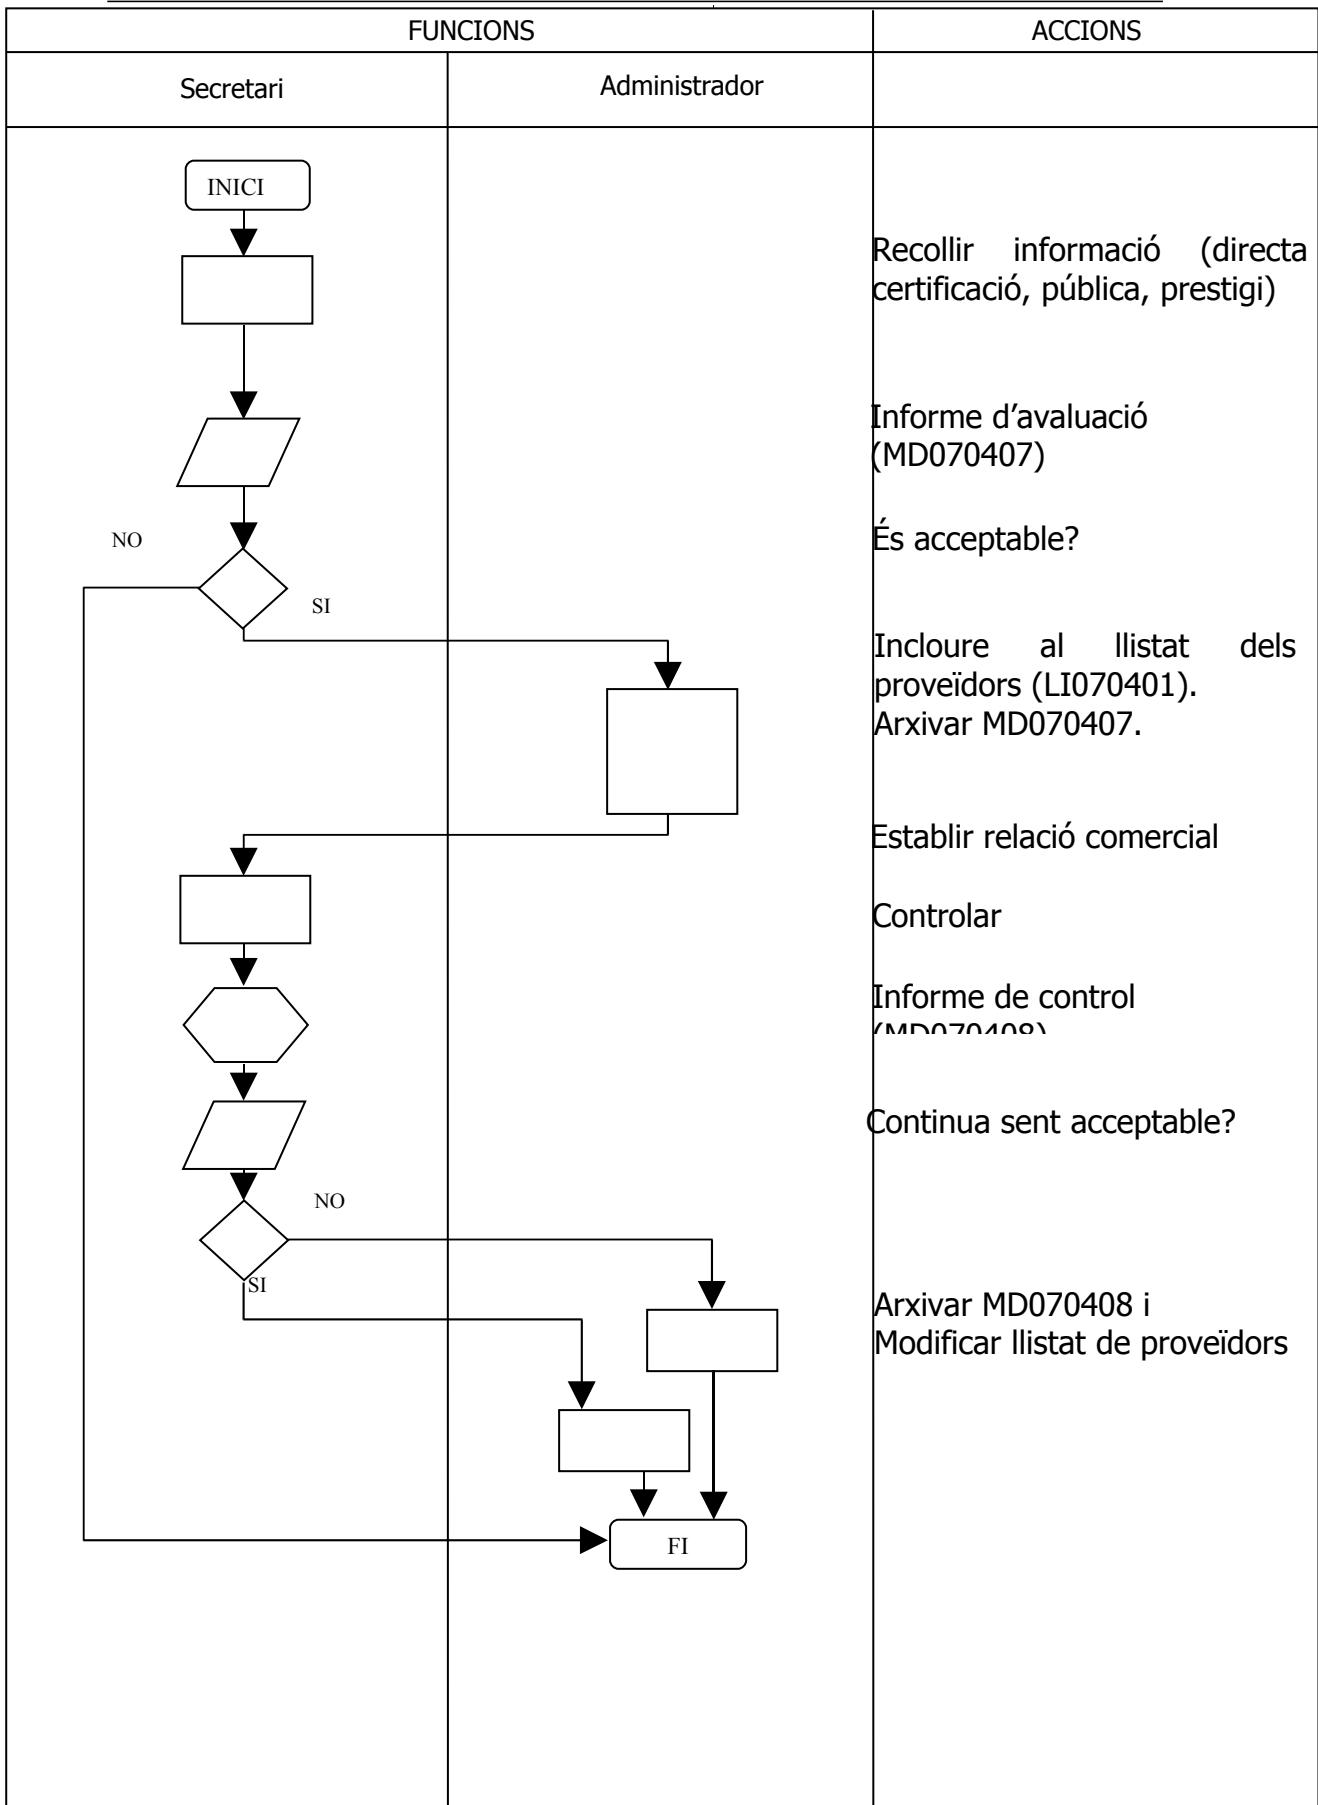 FUNCIONS
ACCIONS
Secretari
Administrador
INICI
Recollir informació (directa
certificació, pública, prestigi)
Informe d’avaluació
(MD070407)
NO
És acceptable?
SI
Incloure al llistat dels
proveïdors (LI070401).
Arxivar MD070407.
Establir relació comercial
Controlar
Informe de control
(MD070408)
Continua sent acceptable?
NO
SI
Arxivar MD070408 i
Modificar llistat de proveïdors
FI